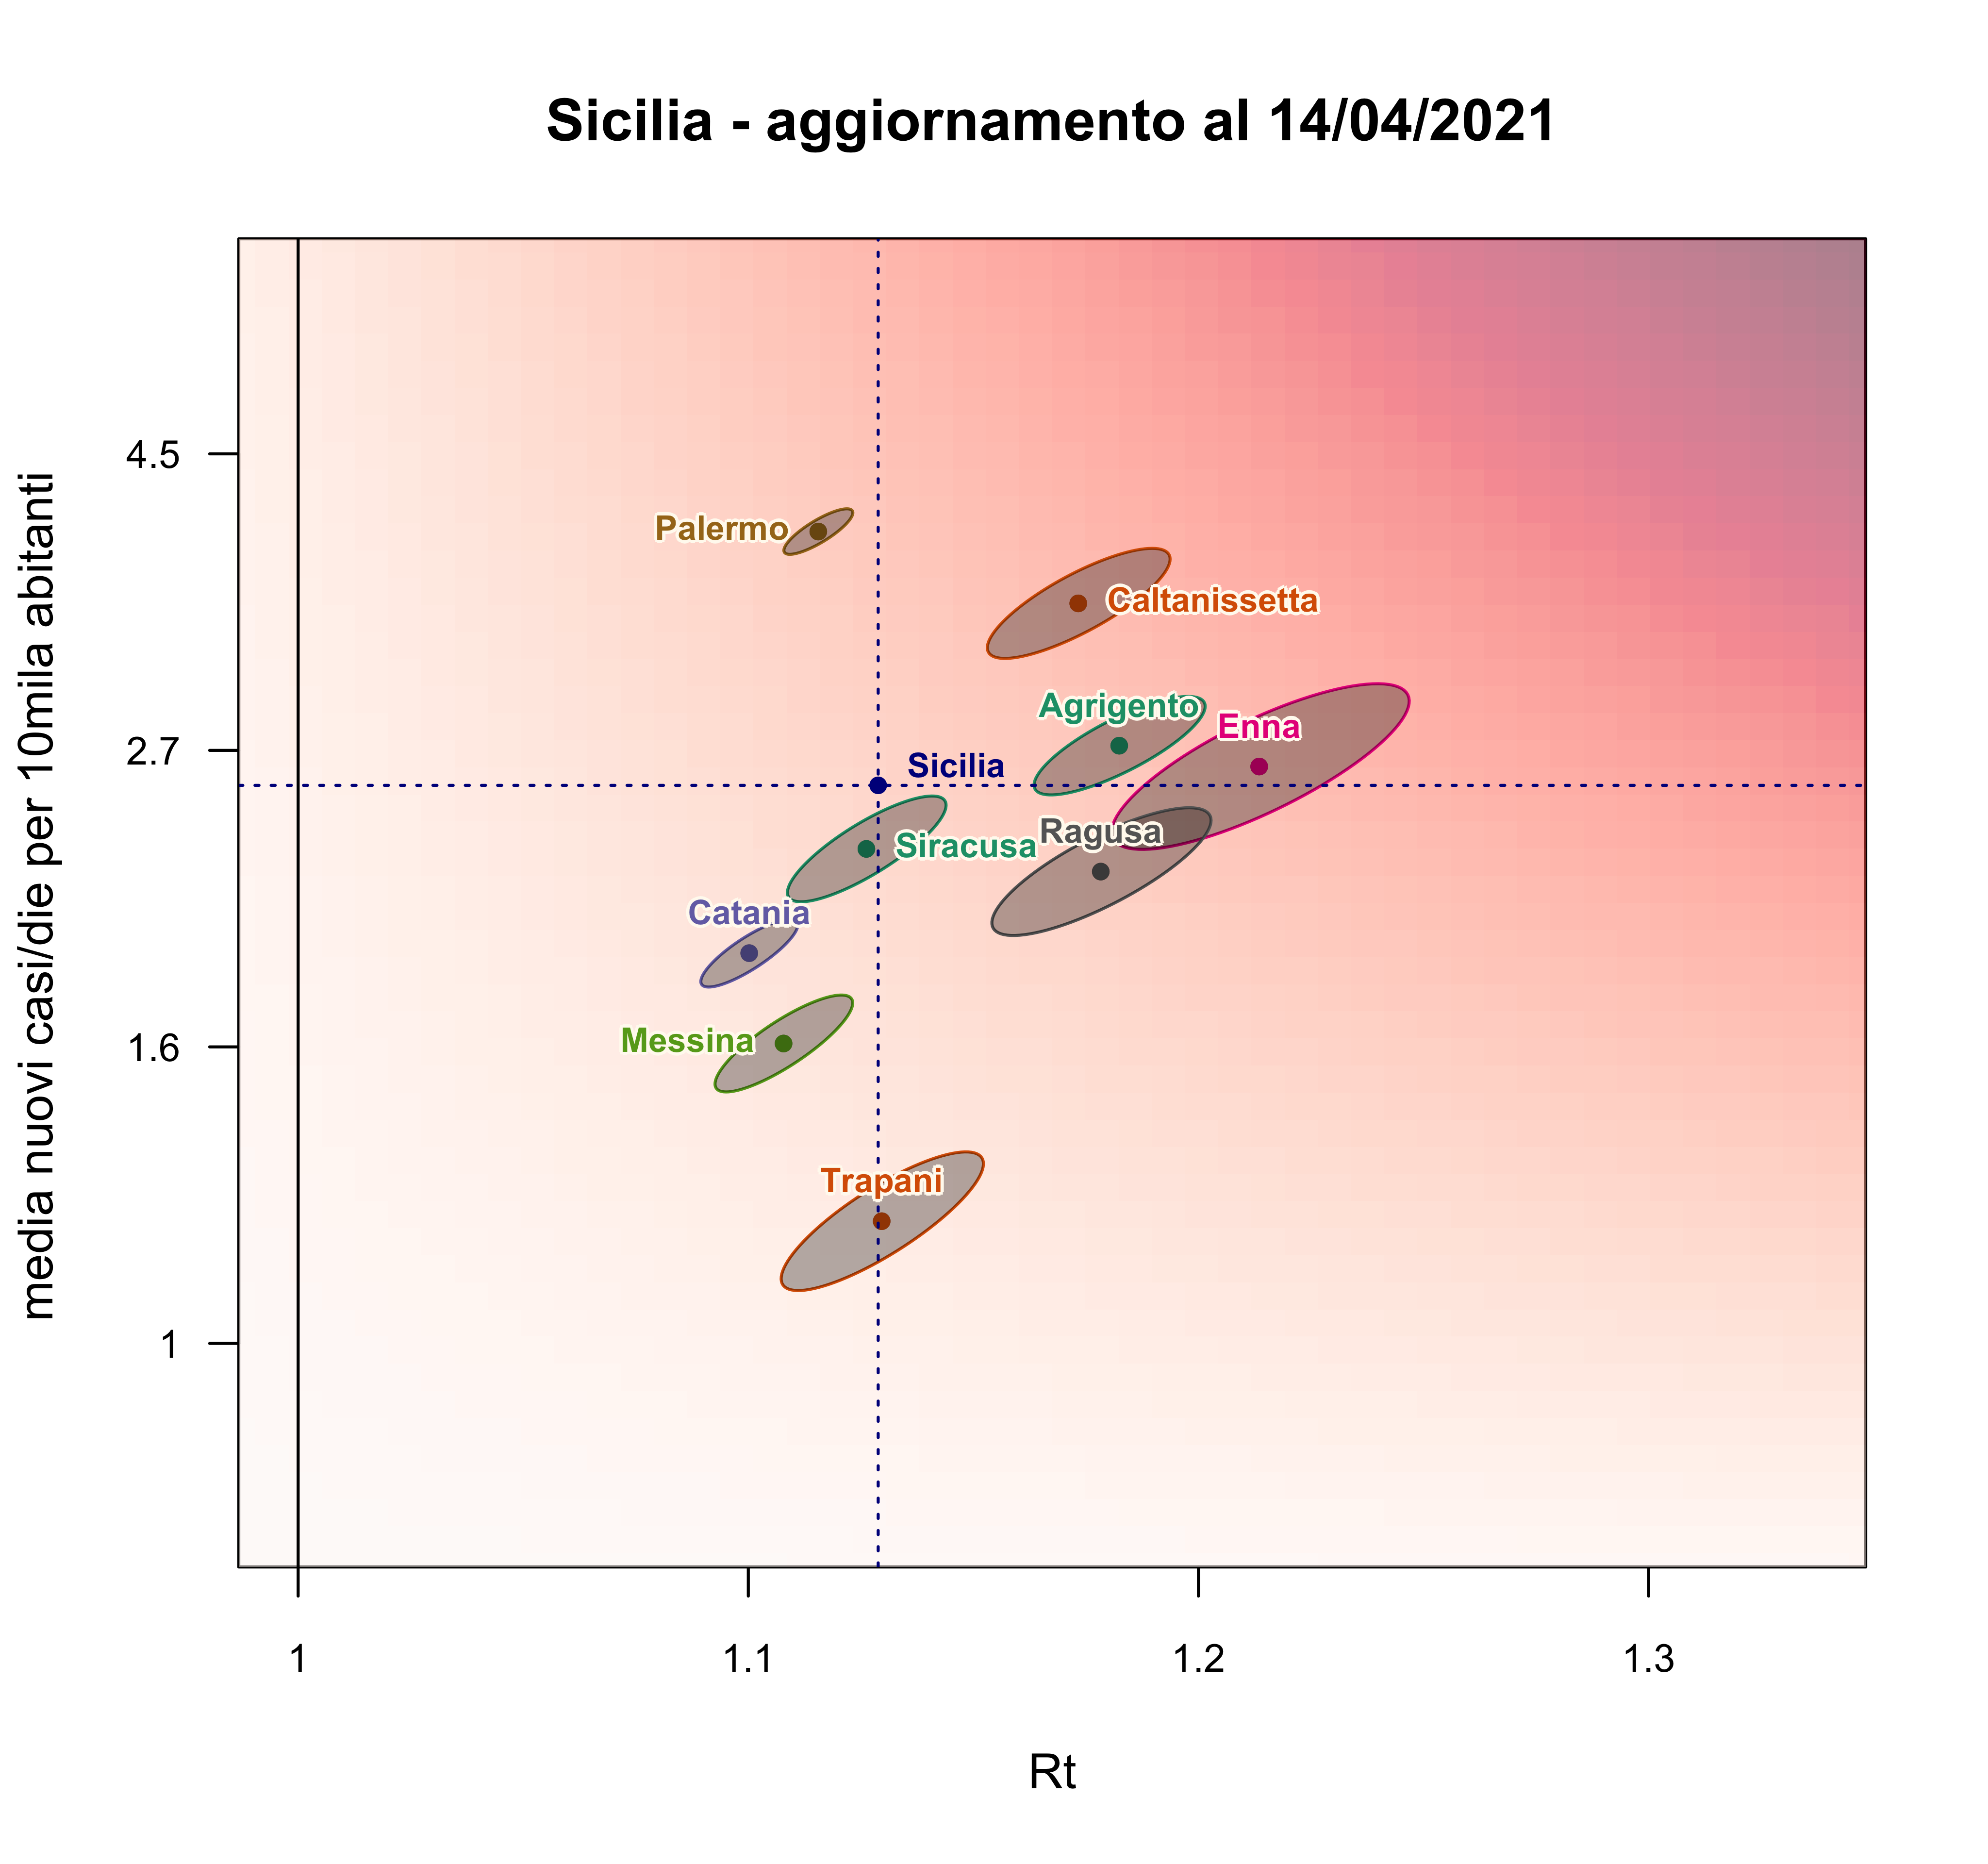 Sicilia - aggiornamento al 14/04/2021
media nuovi casi/die per 10mila abitanti
4.5
2.7
1.6
1
Palermo
Caltanissetta
Agrigento
Enna
Sicilia
Ragusa
Siracusa
Catania
Messina
Trapani
1
1.1
1.2
1.3
Rt